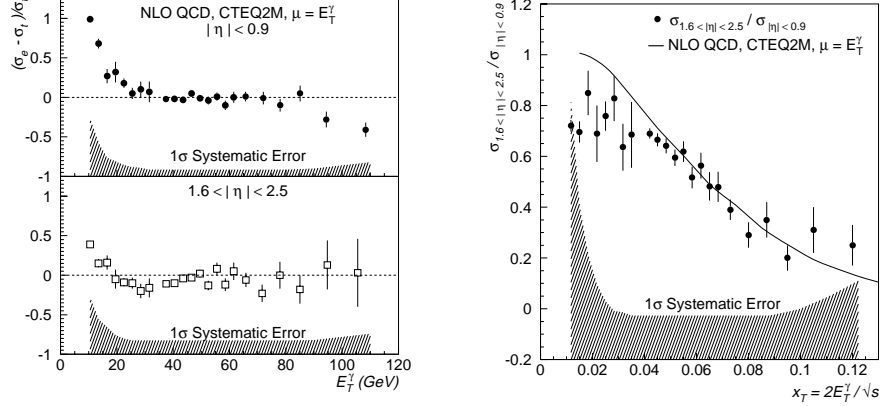 (σe - σt)/σt
NLO QCD, CTEQ2M, μ = E_T^γ
| η | < 0.9
1
0.5
0
-0.5
-1
1σ Systematic Error
1.6 < | η | < 2.5
1
0.5
0
-0.5
-1
1σ Systematic Error
0 20 40 60 80 100 120
E_T^γ (GeV)
σ1.6 < |η| < 2.5 / σ|η| < 0.9
σ1.6 < |η| < 2.5 / σ|η| < 0.9
NLO QCD, CTEQ2M, μ = E_T^γ
1.2
1
0.8
0.6
0.4
0.2
0
-0.2
1σ Systematic Error
0 0.02 0.04 0.06 0.08 0.1 0.12
x_T = 2E_T^γ/√s